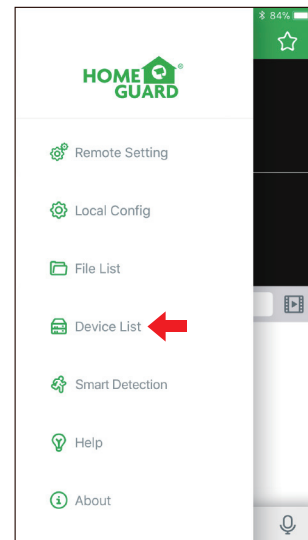 84%
HOME
GUARD®
Remote Setting
Local Config
File List
Device List
Smart Detection
Help
About